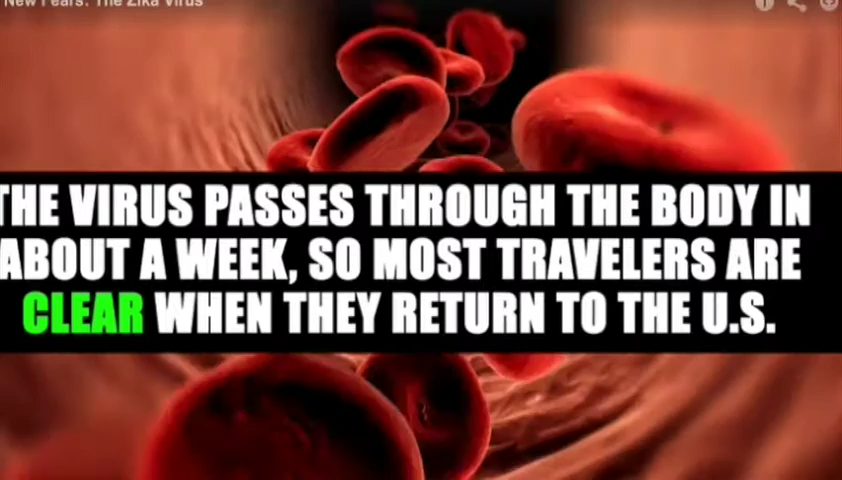 New Fears: The Zika Virus
THE VIRUS PASSES THROUGH THE BODY IN
ABOUT A WEEK, SO MOST TRAVELERS ARE
CLEAR WHEN THEY RETURN TO THE U.S.